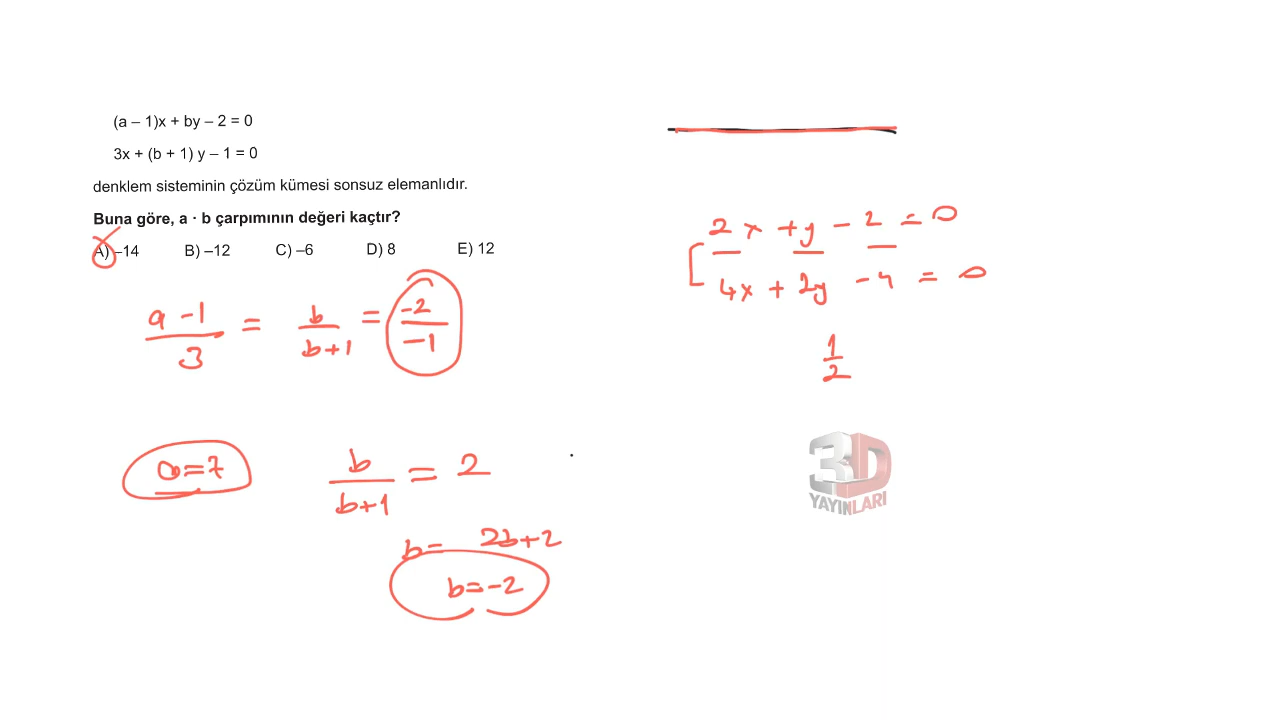 (a – 1)x + by – 2 = 0
3x + (b + 1) y – 1 = 0
denklem sisteminin çözüm kümesi sonsuz elemanlıdır.
Buna göre, a · b çarpımının değeri kaçtır?
A) –14 B) –12 C) –6 D) 8 E) 12
a - 1 / 3 = b / b+1 = -2 / -1
a = 7
b / b+1 = 2
b = 2b+2
b = -2
2x + y - 2 = 0
4x + 2y - 4 = 0
1 / 2
3D
YAYINLARI